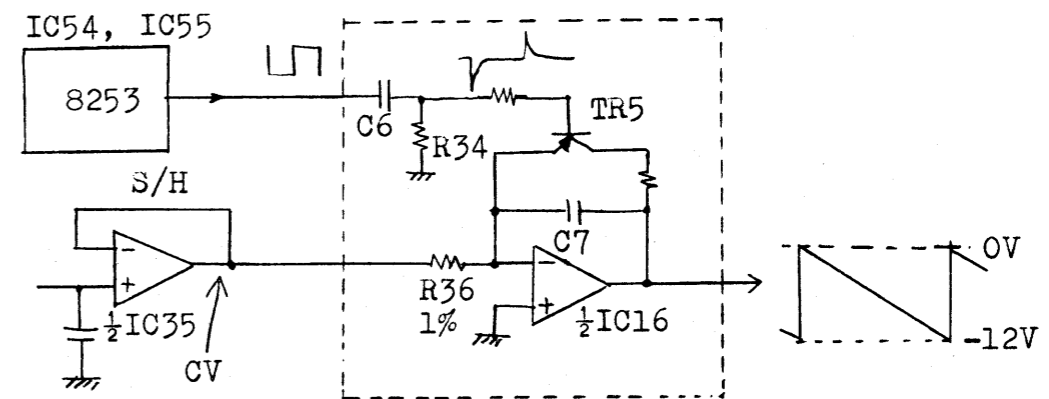 IC54, IC55
8253
C6
R34
TR5
S/H
C7
R36
1%
½IC35
CV
½IC16
0V
-12V
-
+
-
+